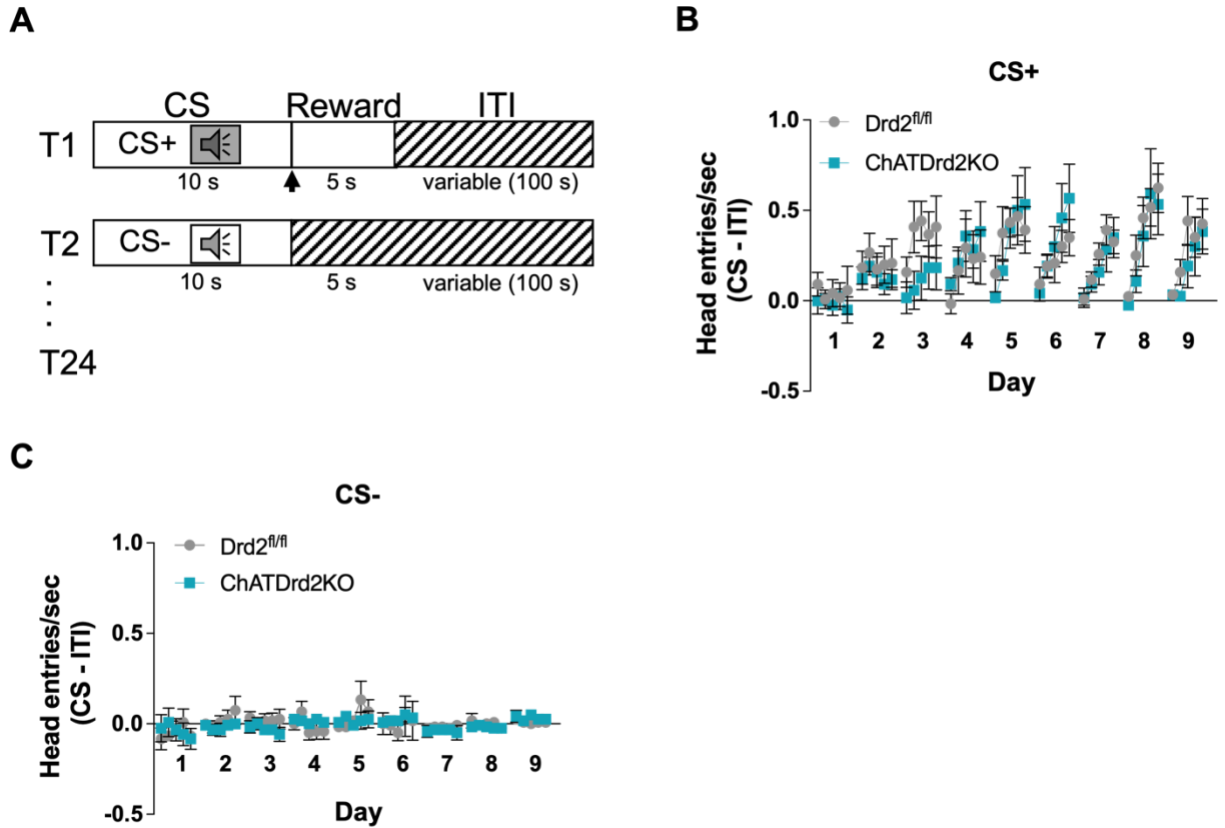 A
CS Reward ITI
T1 CS+
10 s 5 s variable (100 s)
T2 CS-
10 s 5 s variable (100 s)
.
.
.
T24
B
CS+
Drd2fl/fl
ChATDrd2KO
Head entries/sec
(CS - ITI)
1.0
0.5
0.0
-0.5
1 2 3 4 5 6 7 8 9
Day
C
CS-
Drd2fl/fl
ChATDrd2KO
Head entries/sec
(CS - ITI)
1.0
0.5
0.0
-0.5
1 2 3 4 5 6 7 8 9
Day